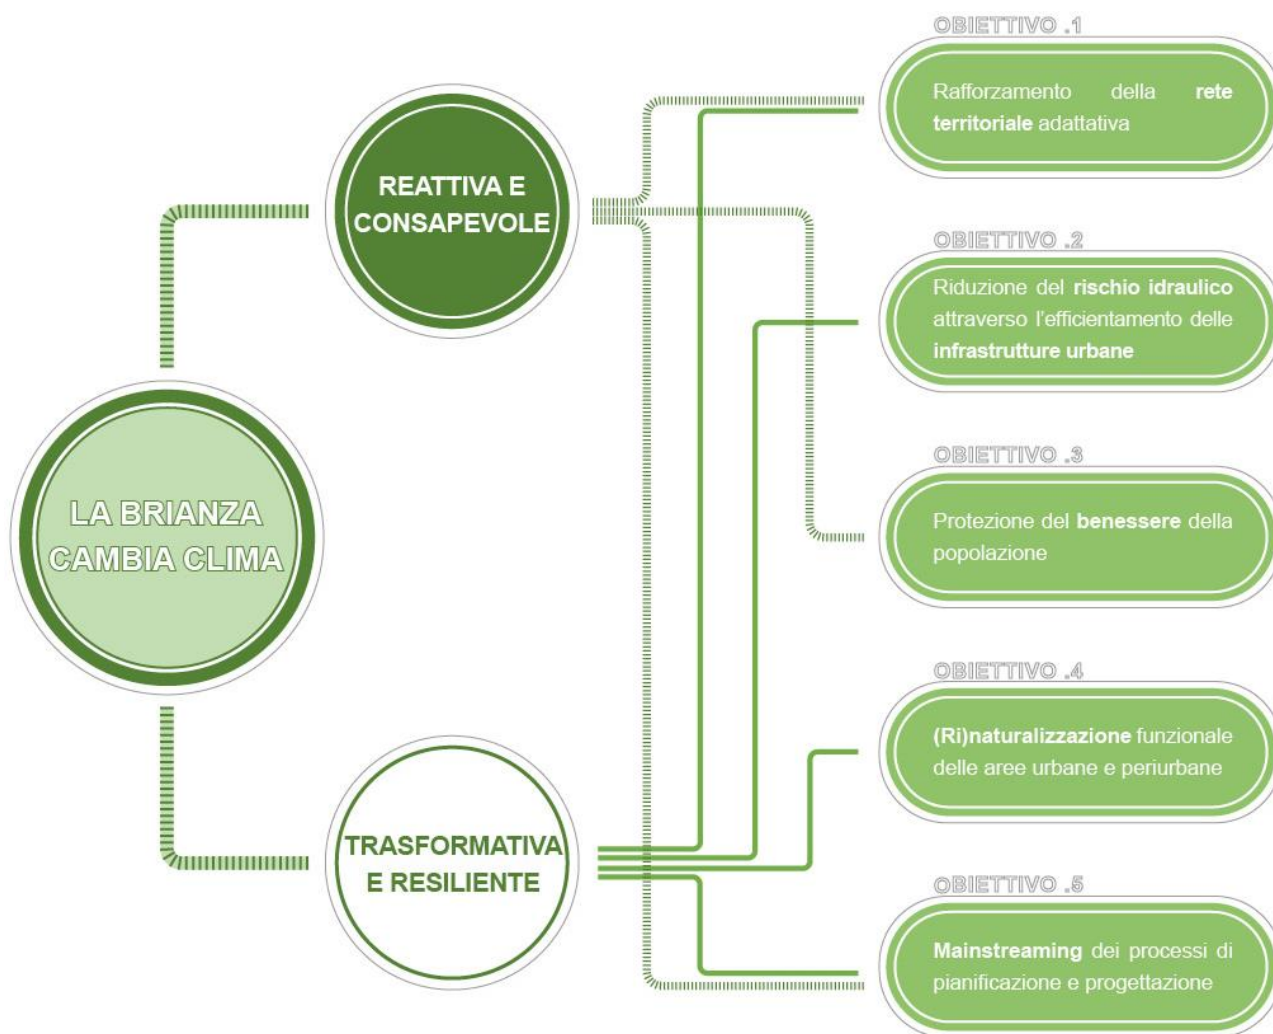 LA BRIANZA
CAMBIA CLIMA
REATTIVA E
CONSAPEVOLE
TRASFORMATIVA
E RESILIENTE
OBIETTIVO .1
Rafforzamento della rete
territoriale adattativa
OBIETTIVO .2
Riduzione del rischio idraulico
attraverso l'efficientamento delle
infrastrutture urbane
OBIETTIVO .3
Protezione del benessere della
popolazione
OBIETTIVO .4
(Ri)naturalizzazione funzionale
delle aree urbane e periurbane
OBIETTIVO .5
Mainstreaming dei processi di
pianificazione e progettazione